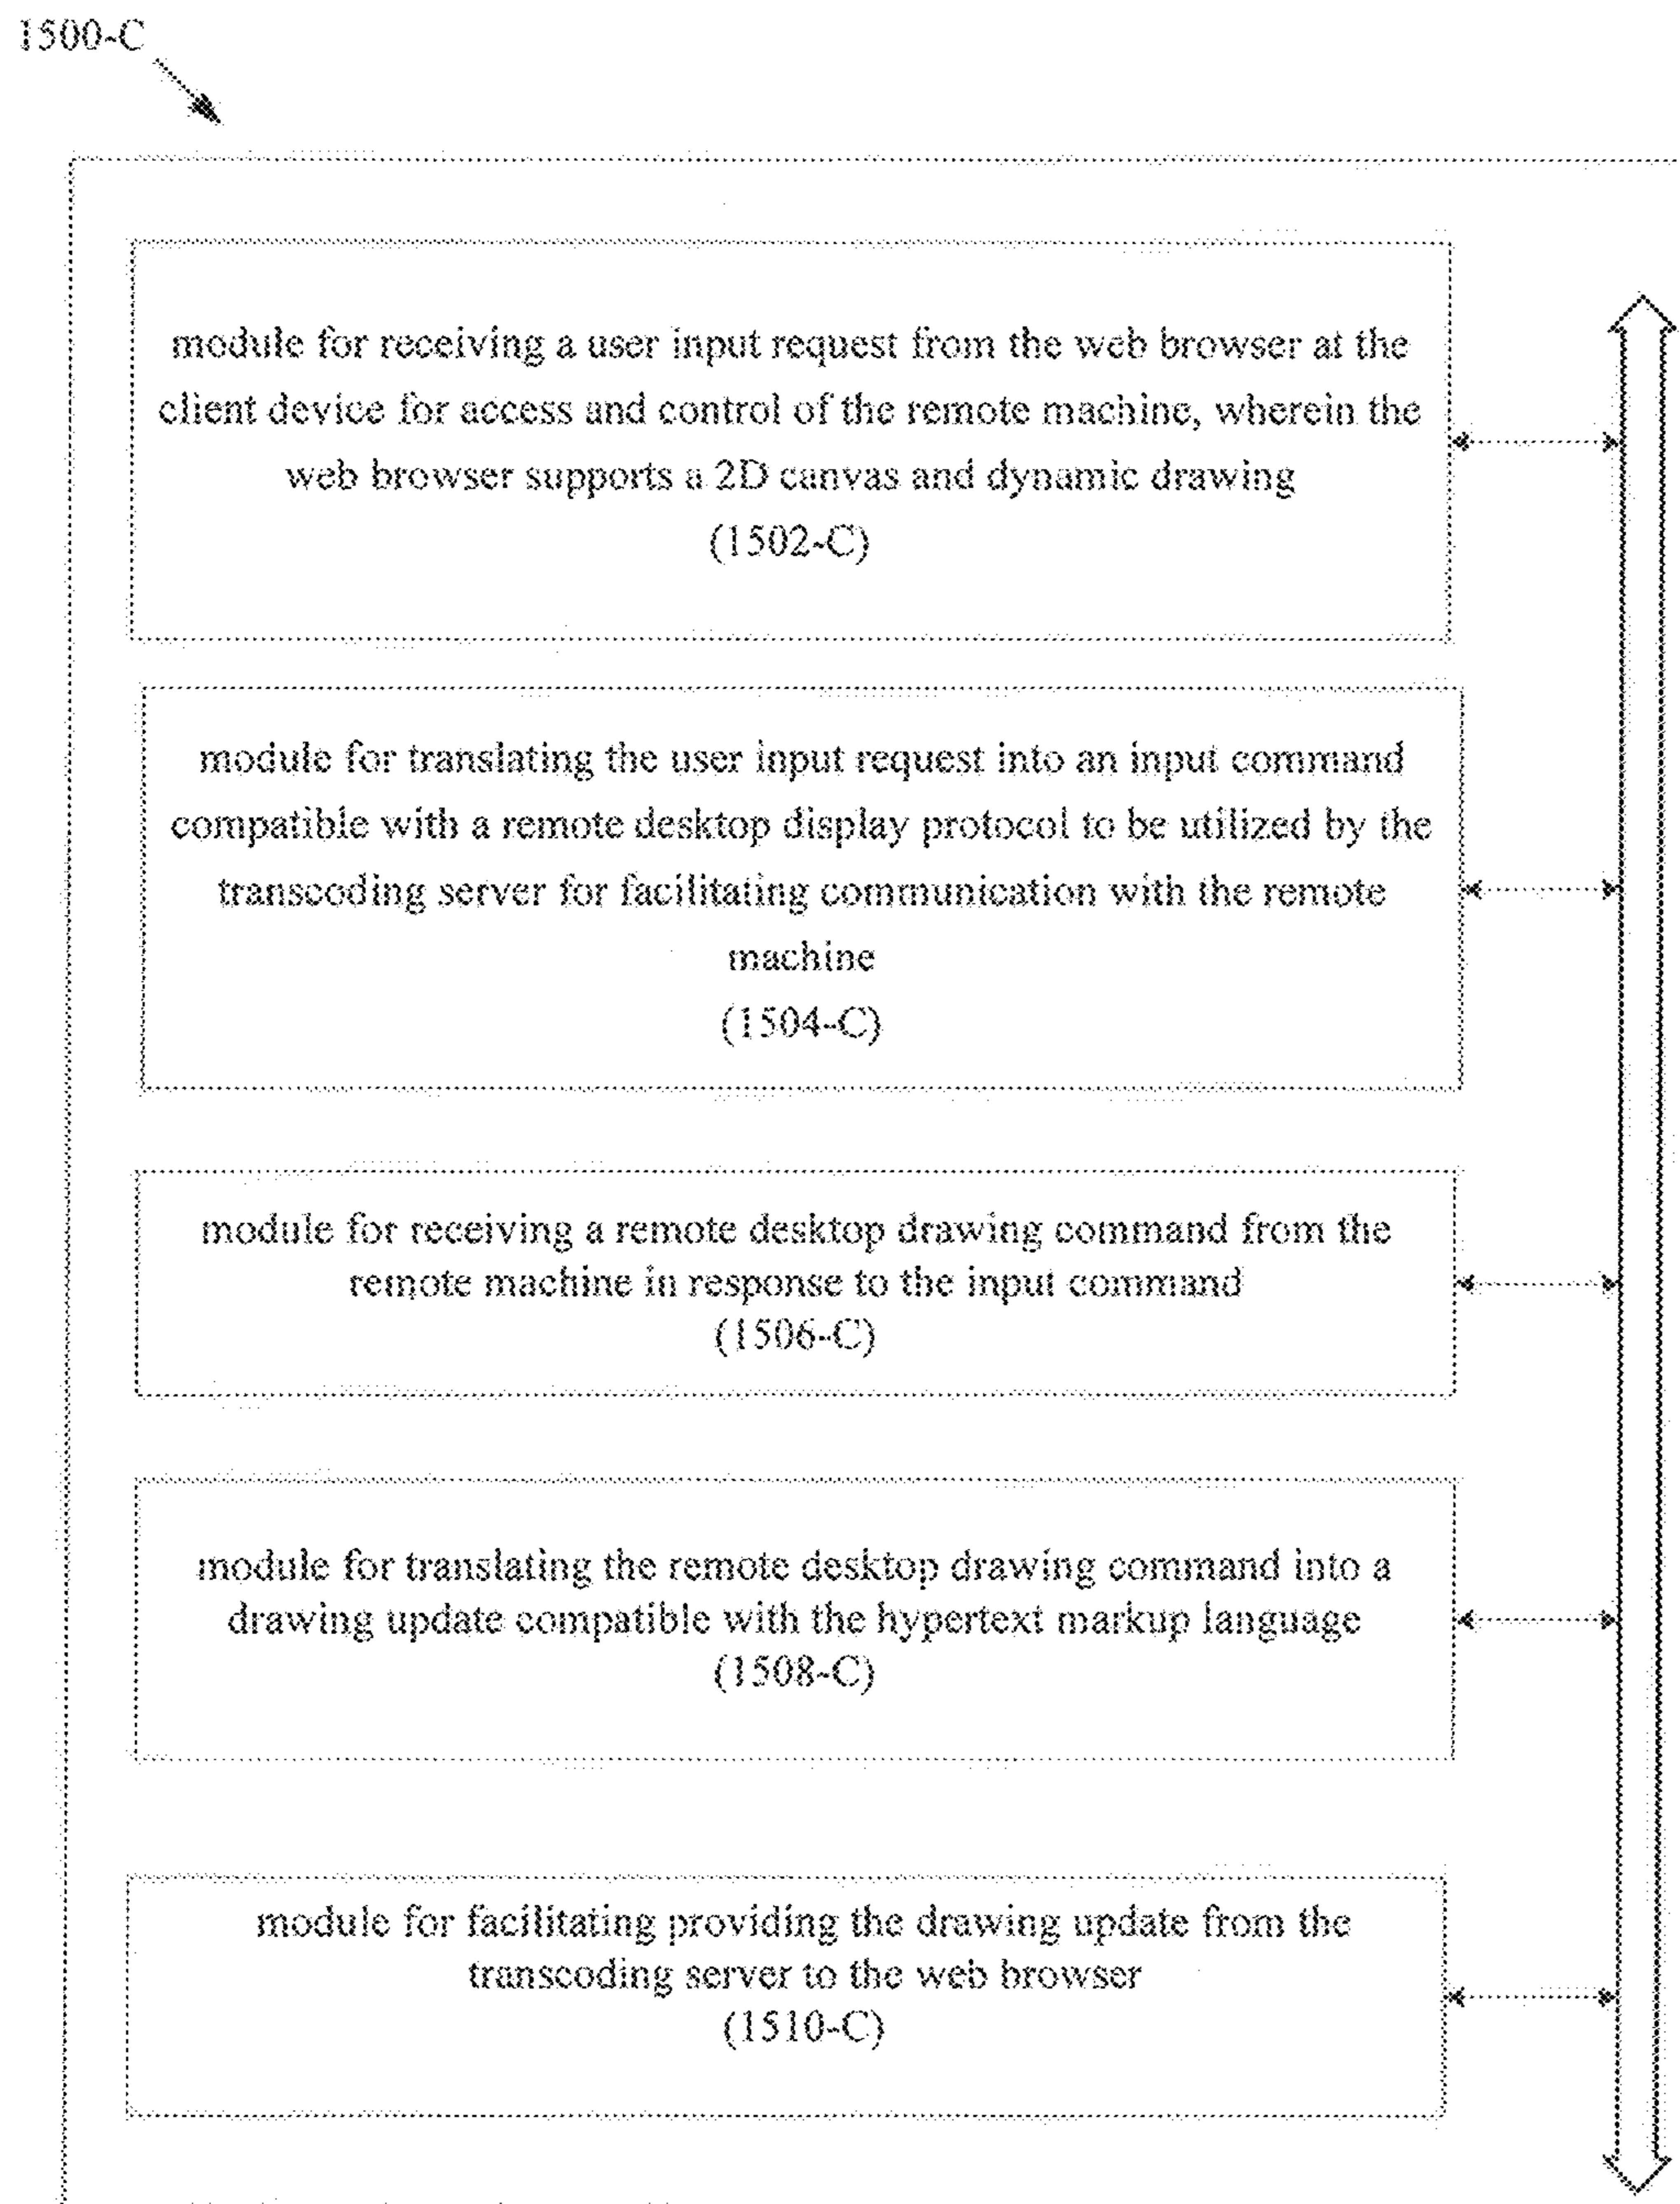 1500-C
module for receiving a user input request from the web browser at the
client device for access and control of the remote machine, wherein the
web browser supports a 2D canvas and dynamic drawing
(1502-C)
module for translating the user input request into an input command
compatible with a remote desktop display protocol to be utilized by the
transcoding server for facilitating communication with the remote
machine
(1504-C)
module for receiving a remote desktop drawing command from the
remote machine in response to the input command
(1506-C)
module for translating the remote desktop drawing command into a
drawing update compatible with the hypertext markup language
(1508-C)
module for facilitating providing the drawing update from the
transcoding server to the web browser
(1510-C)